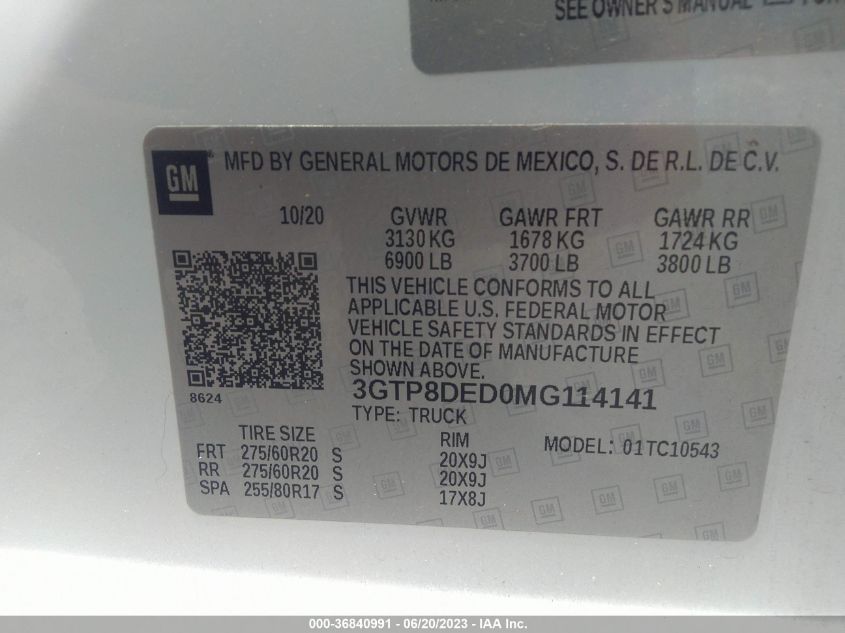 SEE OWNER'S MANUAL
GM
MFD BY GENERAL MOTORS DE MEXICO, S. DE R.L. DE C.V.
10/20 GVWR GAWR FRT GAWR RR
3130 KG 1678 KG 1724 KG
6900 LB 3700 LB 3800 LB
THIS VEHICLE CONFORMS TO ALL
APPLICABLE U.S. FEDERAL MOTOR
VEHICLE SAFETY STANDARDS IN EFFECT
ON THE DATE OF MANUFACTURE
SHOWN ABOVE.
8624
3GTP8DED0MG114141
TYPE: TRUCK
TIRE SIZE RIM MODEL: 01TC10543
FRT 275/60R20 S 20X9J
RR 275/60R20 S 20X9J
SPA 255/80R17 S 17X8J
000-36840991 - 06/20/2023 - IAA Inc.